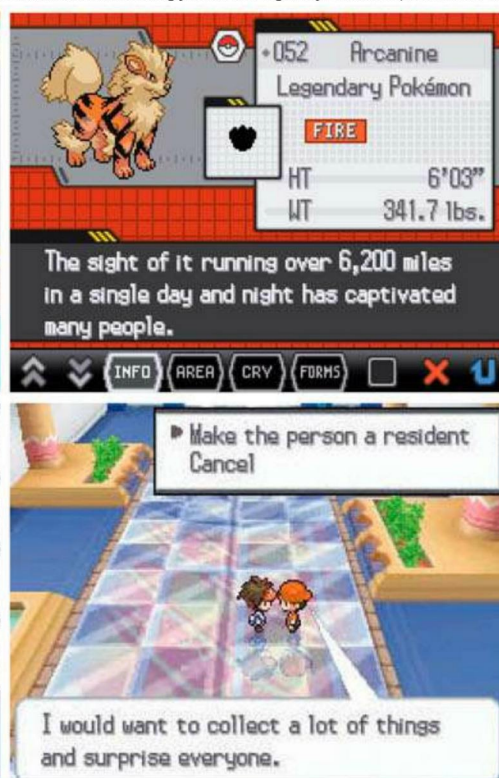 052 Arcanine
Legendary Pokémon
FIRE
HT 6'03"
WT 341.7 lbs.
The sight of it running over 6,200 miles
in a single day and night has captivated
many people.
INFO AREA CRY FORMS
Make the person a resident
Cancel
I would want to collect a lot of things
and surprise everyone.